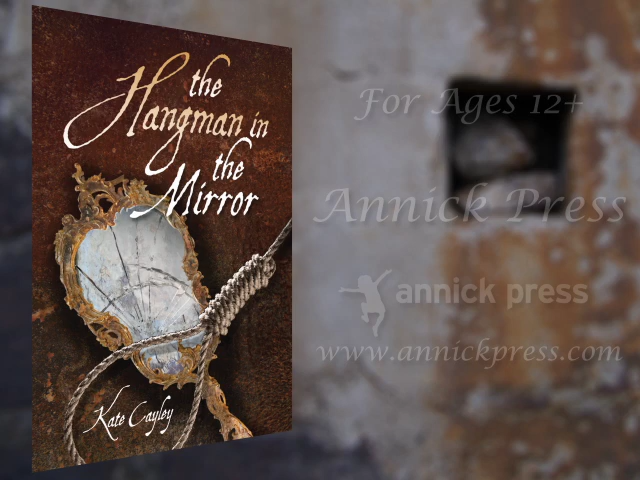 the
Hangman in
the
Mirror
Kate Cayley
For Ages 12+
Annick Press
annick press
www.annickpress.com